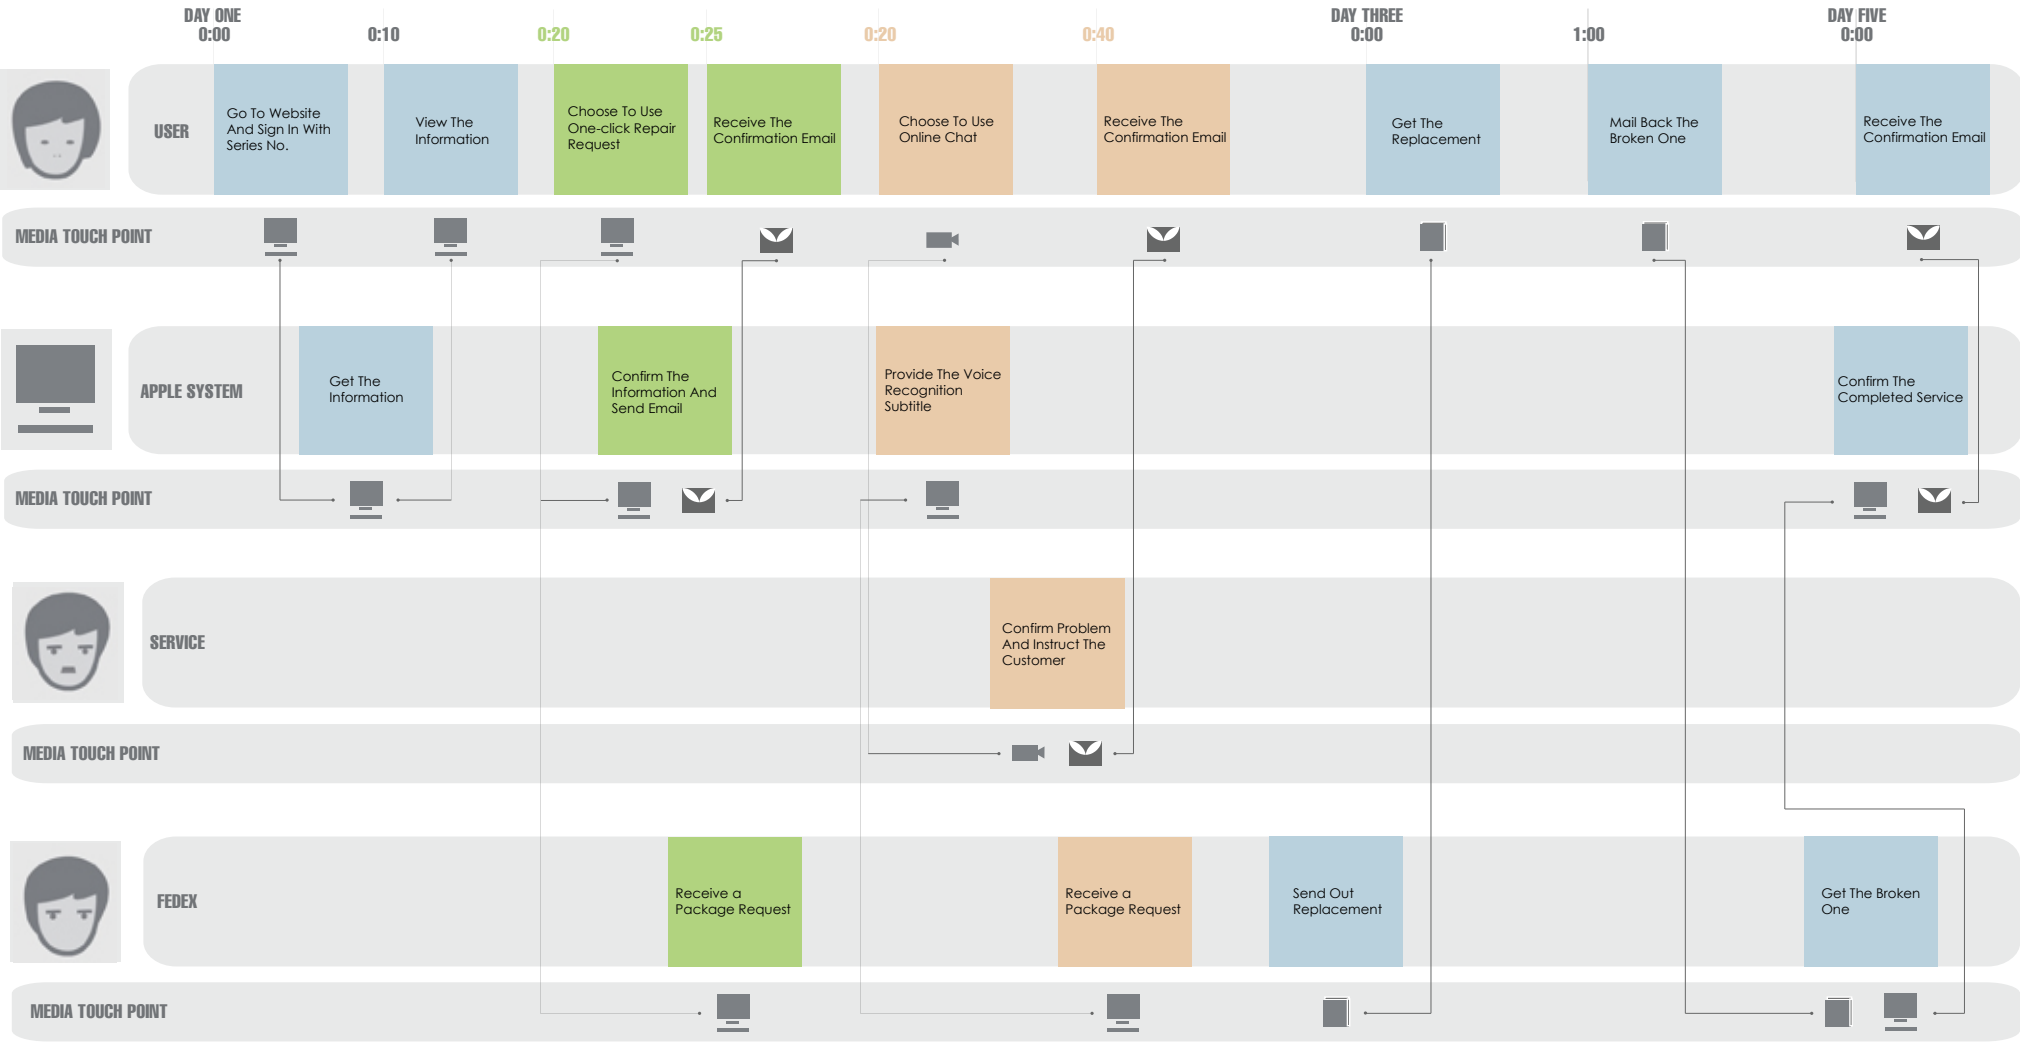 DAY ONE
0:00
0:10
0:20
0:25
0:20
0:40
DAY THREE
0:00
1:00
DAY FIVE
0:00
USER
Go To Website
And Sign In With
Series No.
View The
Information
Choose To Use
One-click Repair
Request
Receive The
Confirmation Email
Choose To Use
Online Chat
Receive The
Confirmation Email
Get The
Replacement
Mail Back The
Broken One
Receive The
Confirmation Email
MEDIA TOUCH POINT
APPLE SYSTEM
Get The
Information
Confirm The
Information And
Send Email
Provide The Voice
Recognition
Subtitle
Confirm The
Completed Service
MEDIA TOUCH POINT
SERVICE
Confirm Problem
And Instruct The
Customer
MEDIA TOUCH POINT
FEDEX
Receive a
Package Request
Receive a
Package Request
Send Out
Replacement
Get The Broken
One
MEDIA TOUCH POINT